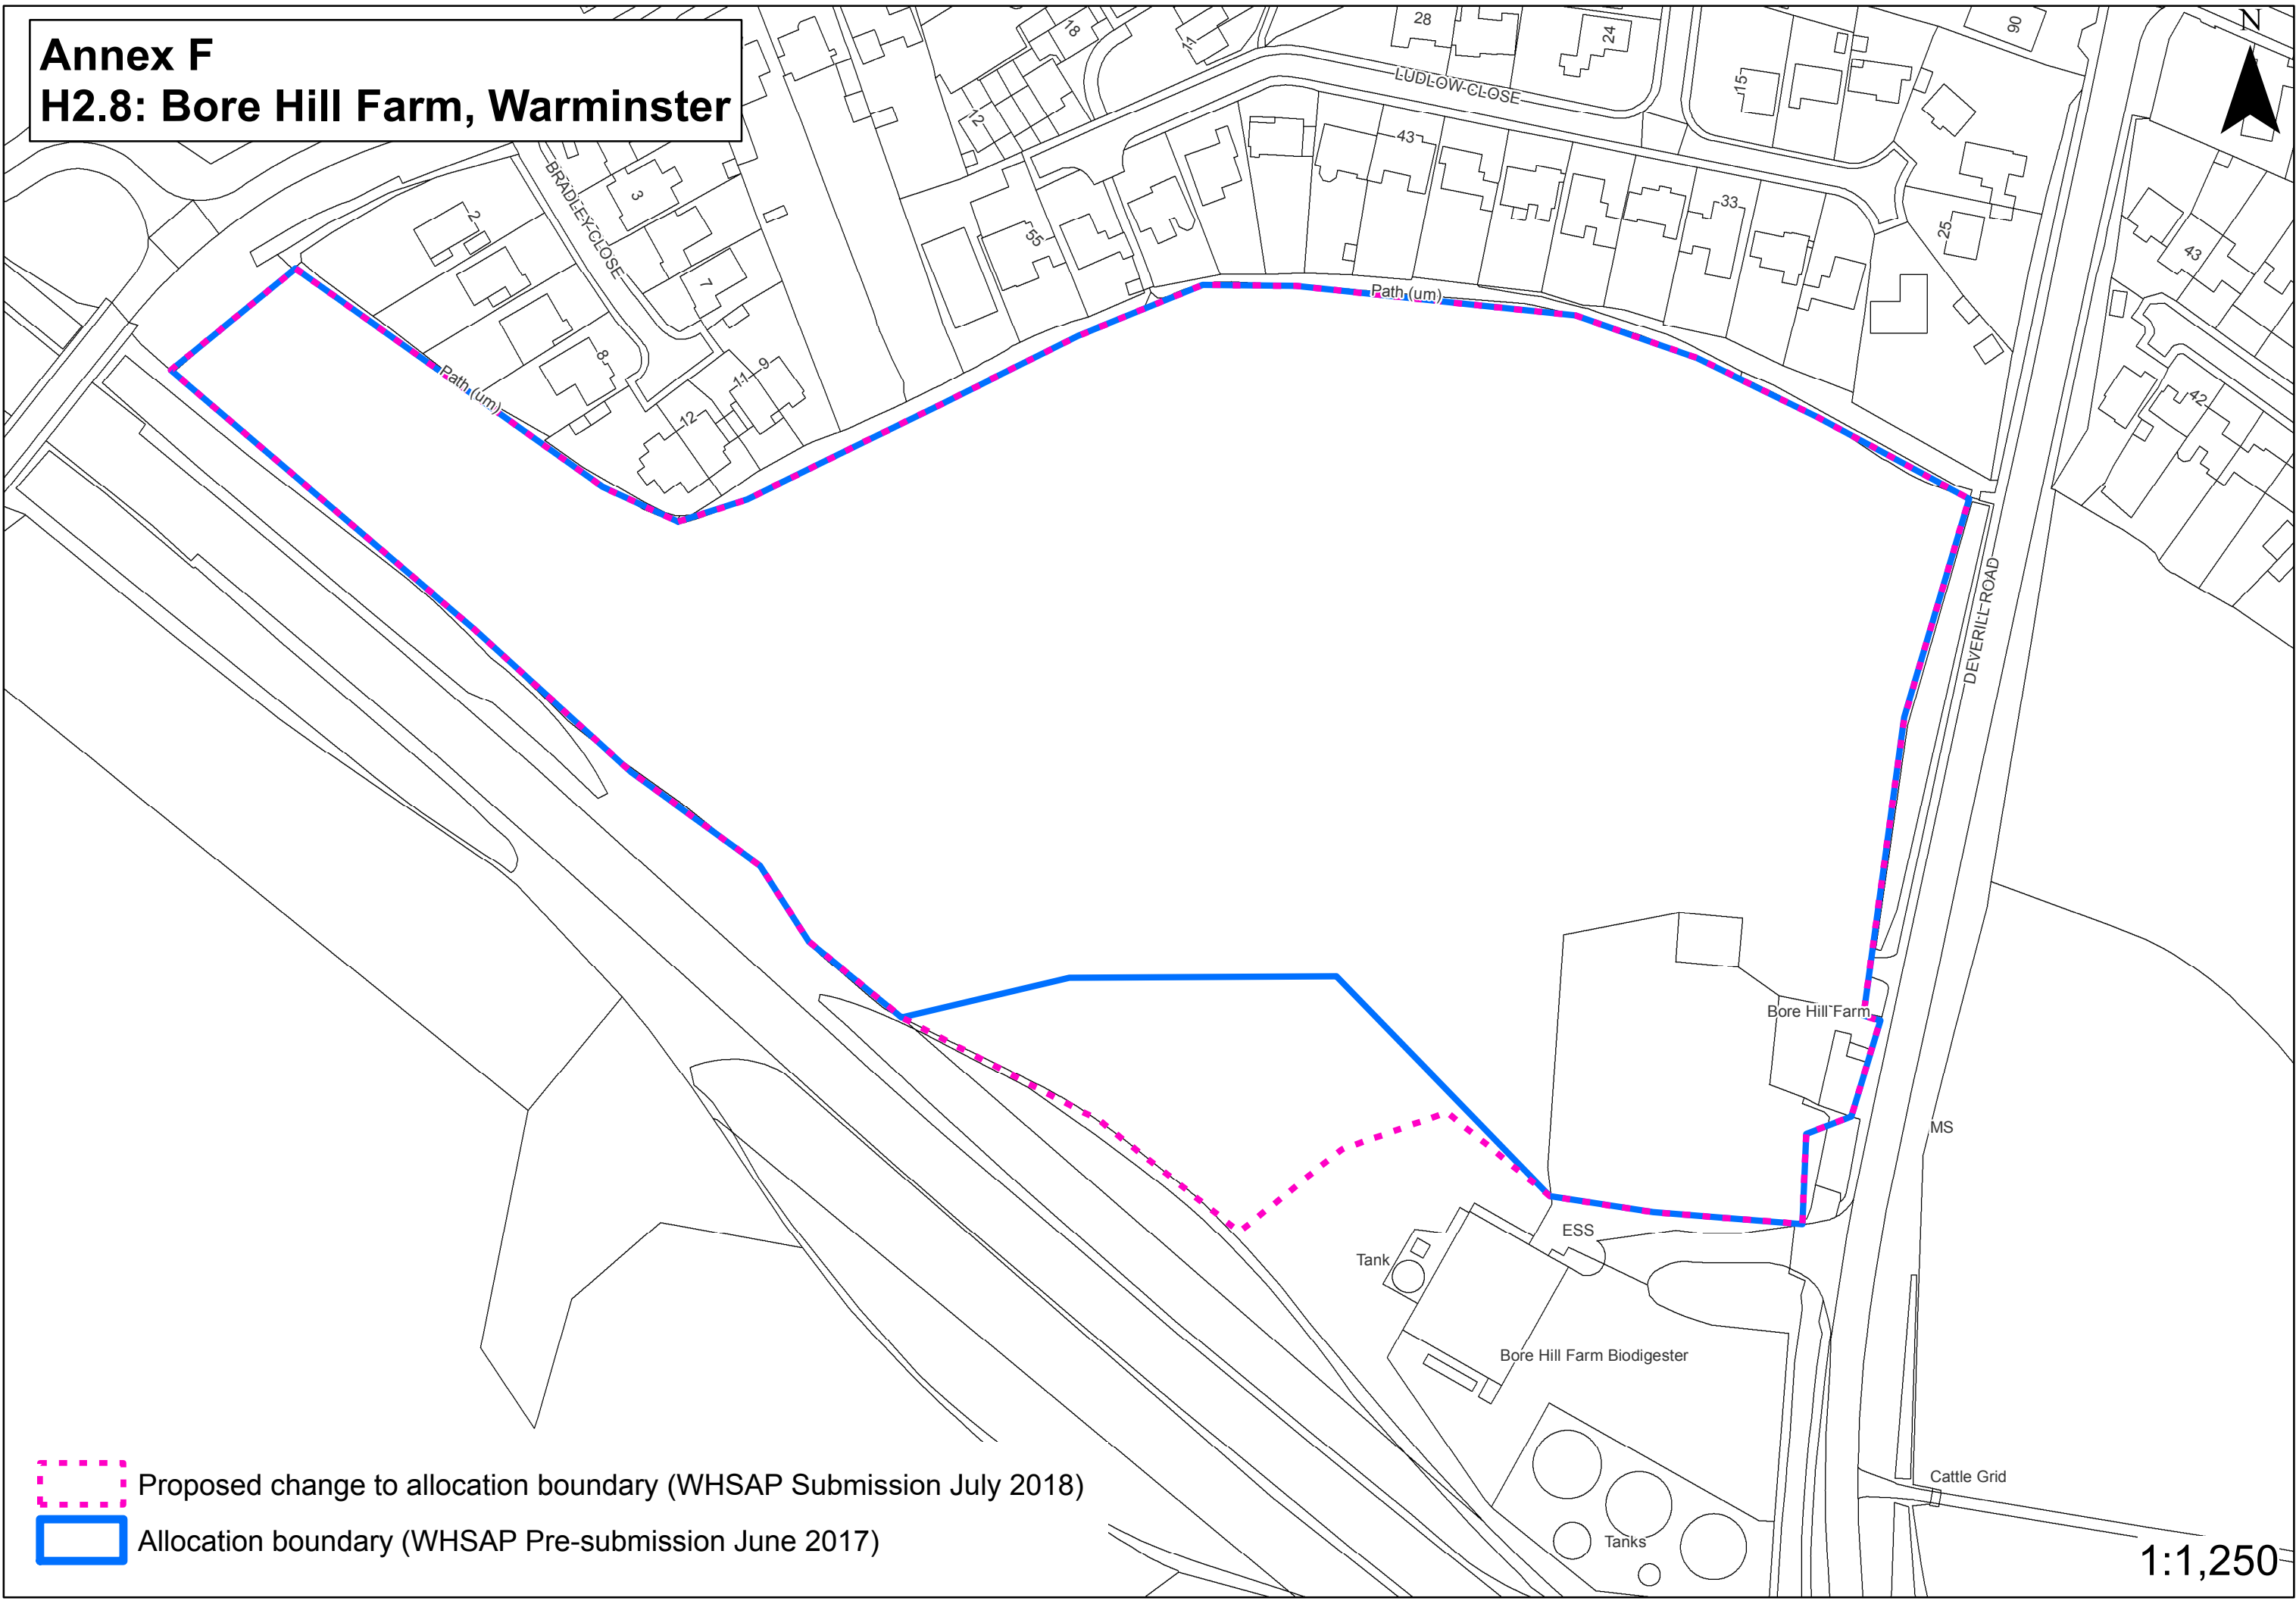 Annex F
H2.8: Bore Hill Farm, Warminster
N
18
11
28
24
90
LUDLOW CLOSE
15
12
43
BRADLEY CLOSE
3
2
33
25
55
43
7
Path (um)
8
Path (um)
9
11
12
42
DEVERILL ROAD
Bore Hill Farm
MS
ESS
Tank
Bore Hill Farm Biodigester
Cattle Grid
Tanks
Proposed change to allocation boundary (WHSAP Submission July 2018)
Allocation boundary (WHSAP Pre-submission June 2017)
1:1,250